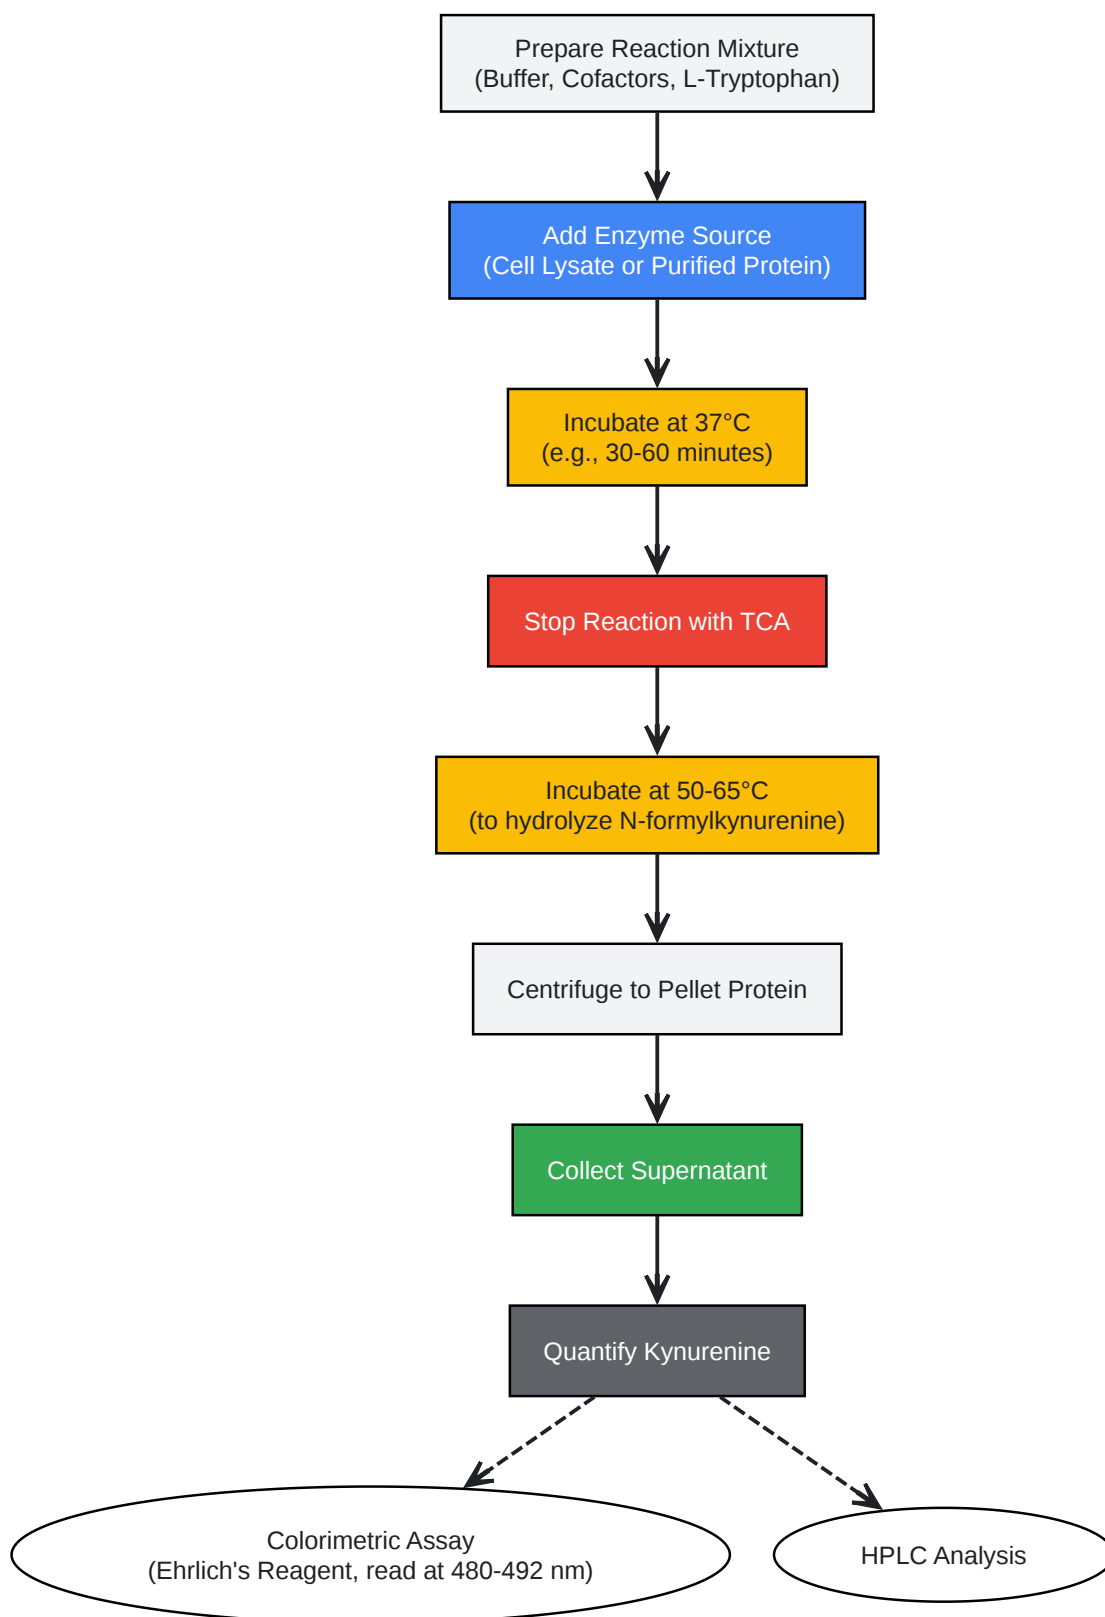 Prepare Reaction Mixture
(Buffer, Cofactors, L-Tryptophan)
Add Enzyme Source
(Cell Lysate or Purified Protein)
Incubate at 37°C
(e.g., 30-60 minutes)
Stop Reaction with TCA
Incubate at 50-65°C
(to hydrolyze N-formylkynurenine)
Centrifuge to Pellet Protein
Collect Supernatant
Quantify Kynurenine
Colorimetric Assay
(Ehrlich's Reagent, read at 480-492 nm)
HPLC Analysis